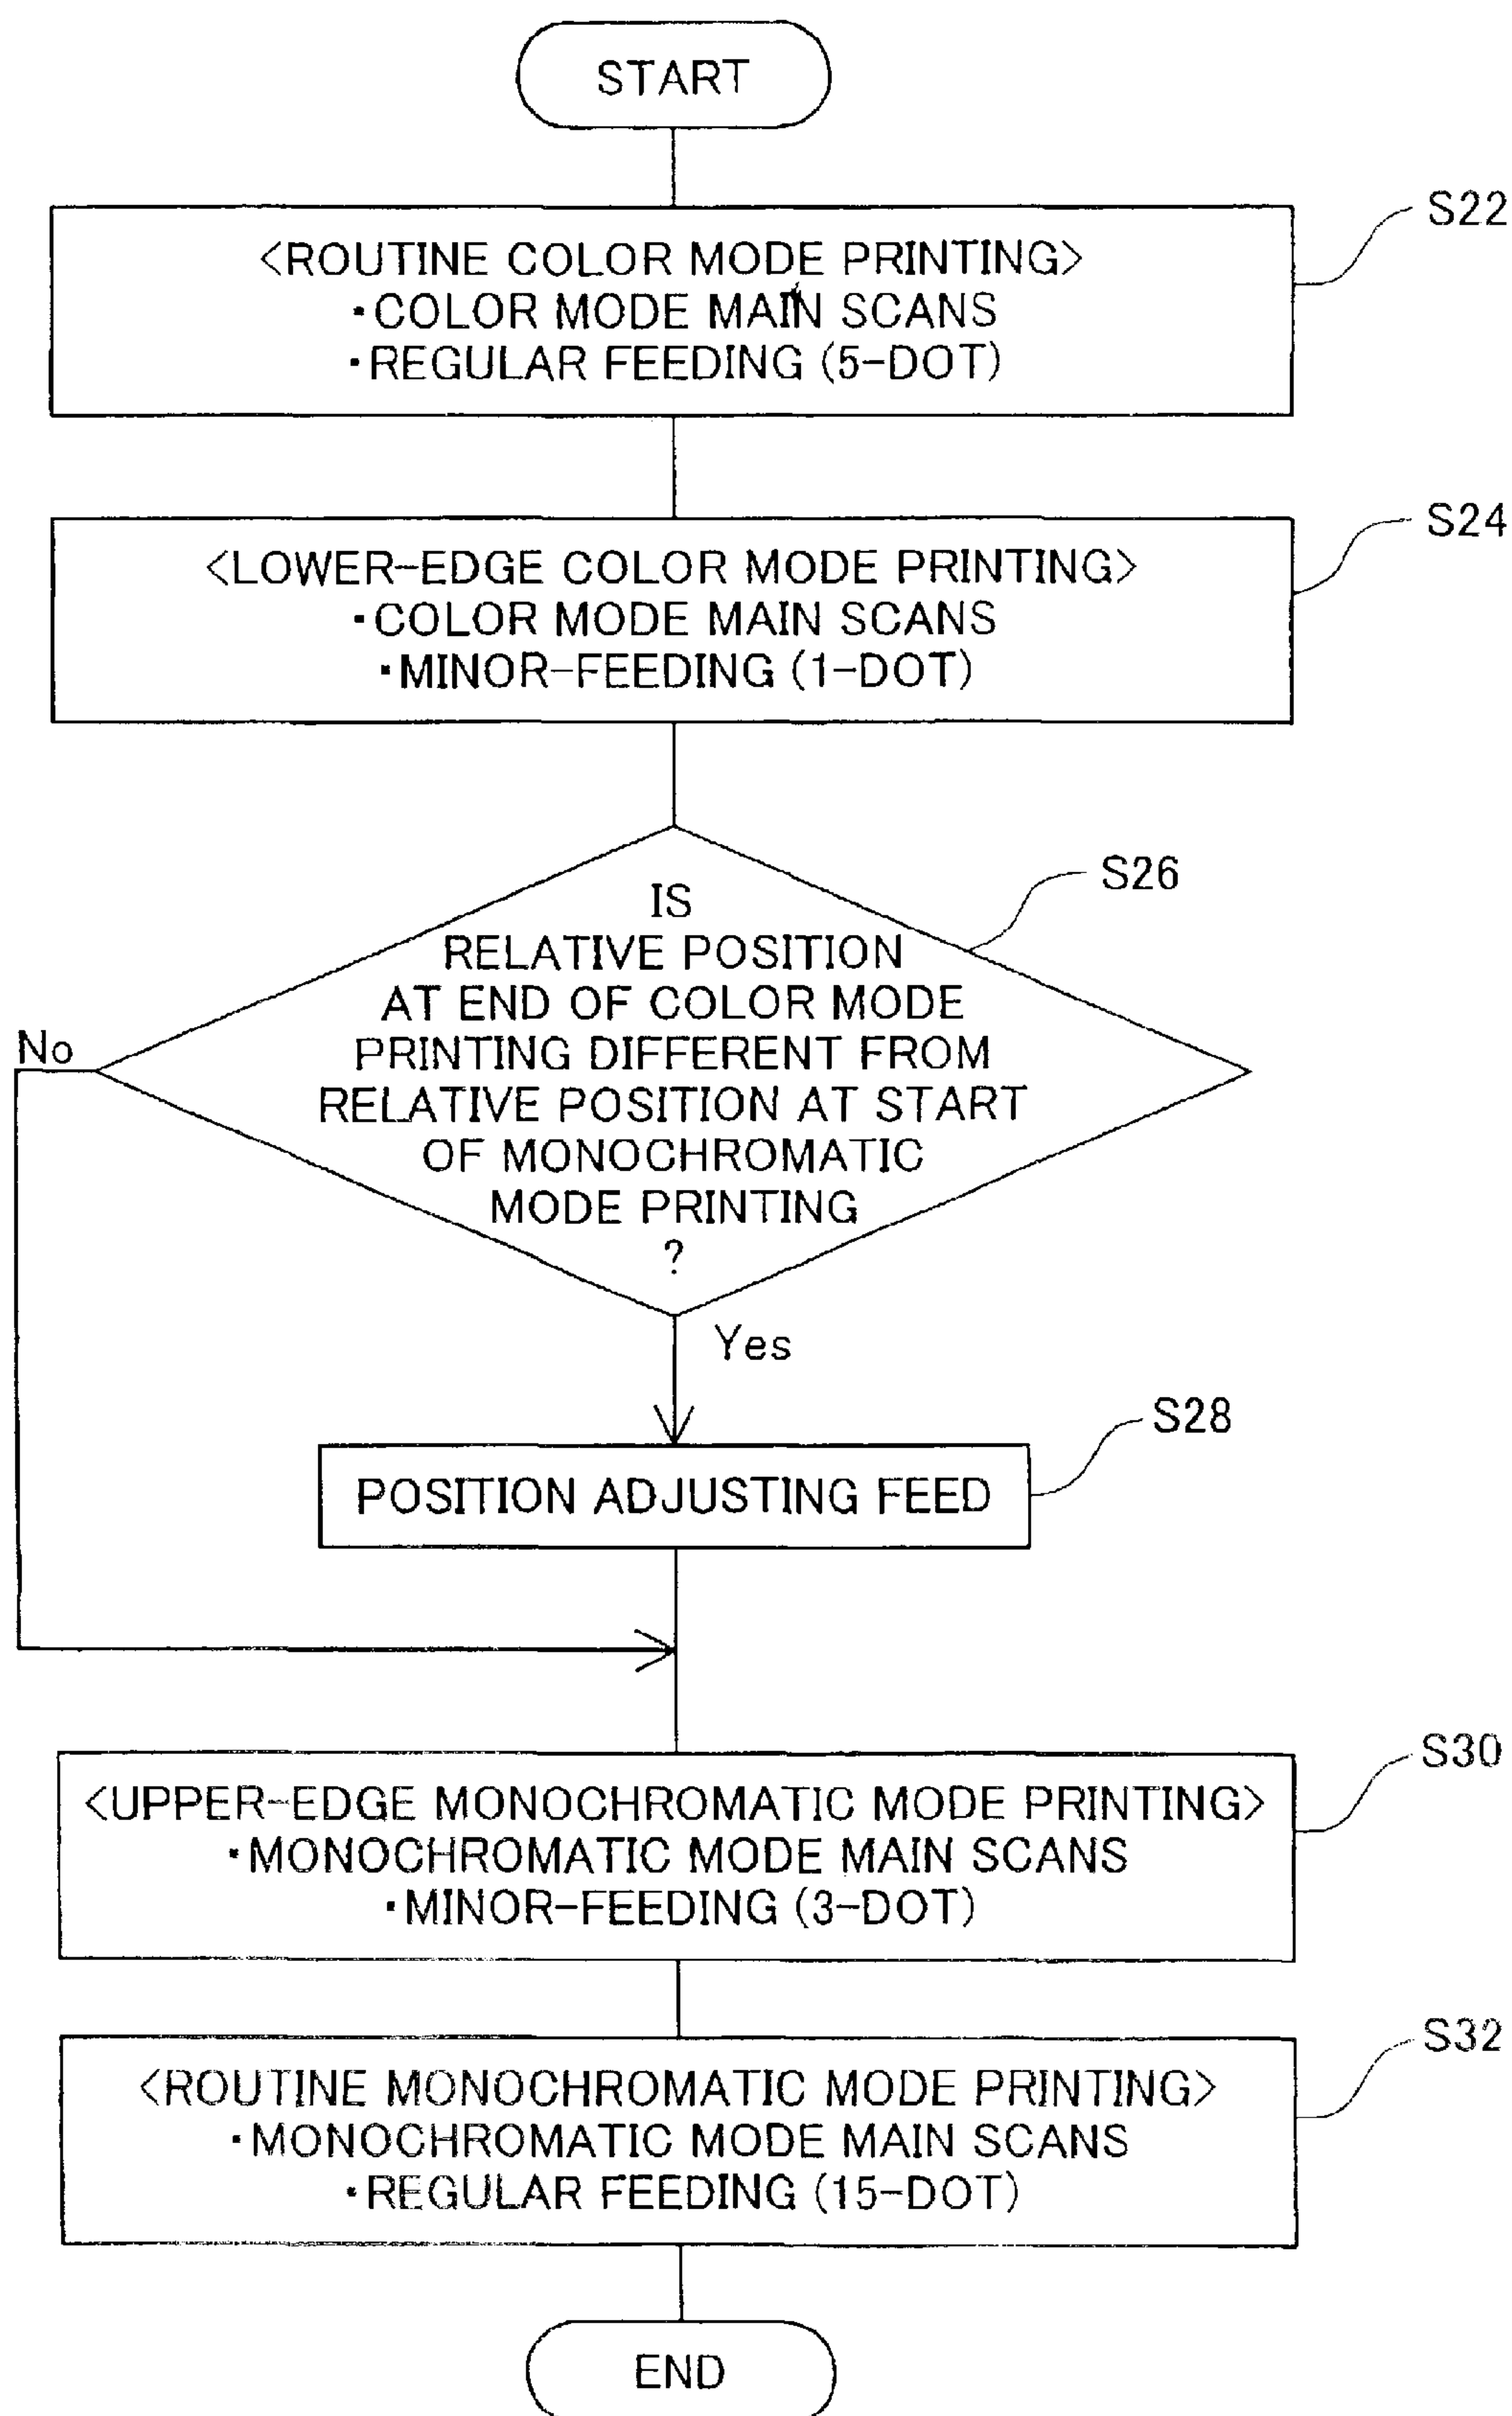 START
S22
<ROUTINE COLOR MODE PRINTING>
・COLOR MODE MAIN SCANS
・REGULAR FEEDING (5-DOT)
S24
<LOWER-EDGE COLOR MODE PRINTING>
・COLOR MODE MAIN SCANS
・MINOR-FEEDING (1-DOT)
S26
IS
RELATIVE POSITION
AT END OF COLOR MODE
PRINTING DIFFERENT FROM
RELATIVE POSITION AT START
OF MONOCHROMATIC
MODE PRINTING
?
No
Yes
S28
POSITION ADJUSTING FEED
S30
<UPPER-EDGE MONOCHROMATIC MODE PRINTING>
・MONOCHROMATIC MODE MAIN SCANS
・MINOR-FEEDING (3-DOT)
S32
<ROUTINE MONOCHROMATIC MODE PRINTING>
・MONOCHROMATIC MODE MAIN SCANS
・REGULAR FEEDING (15-DOT)
END